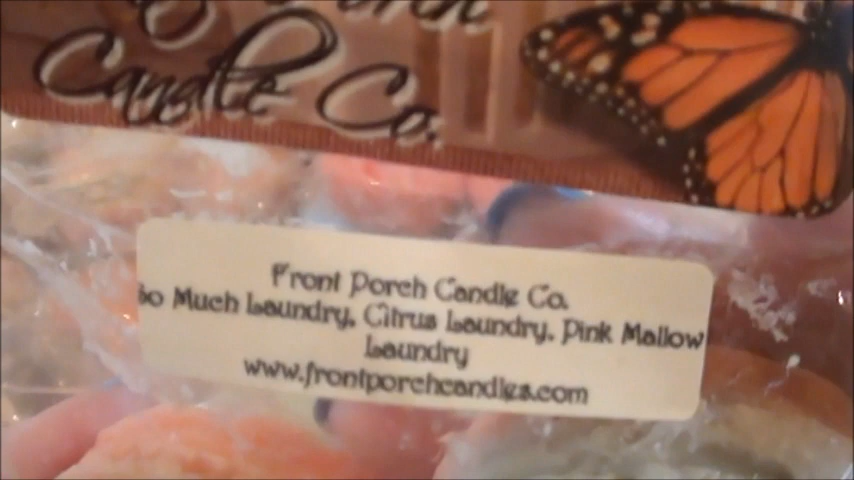 Candle Co.
Front Porch Candle Co.
So Much Laundry, Citrus Laundry, Pink Mallow
Laundry
www.frontporchcandles.com